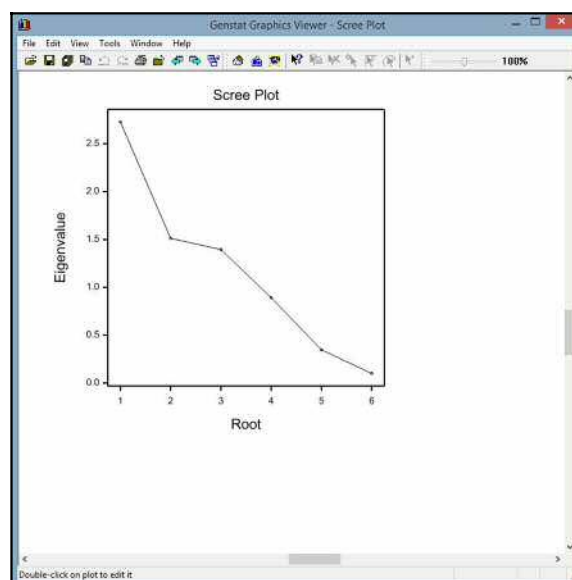 Genstat Graphics Viewer - Scree Plot
File Edit View Tools Window Help
100%
Scree Plot
2.5
2.0
1.5
1.0
0.5
0.0
Eigenvalue
1 2 3 4 5 6
Root
Double-click on plot to edit it